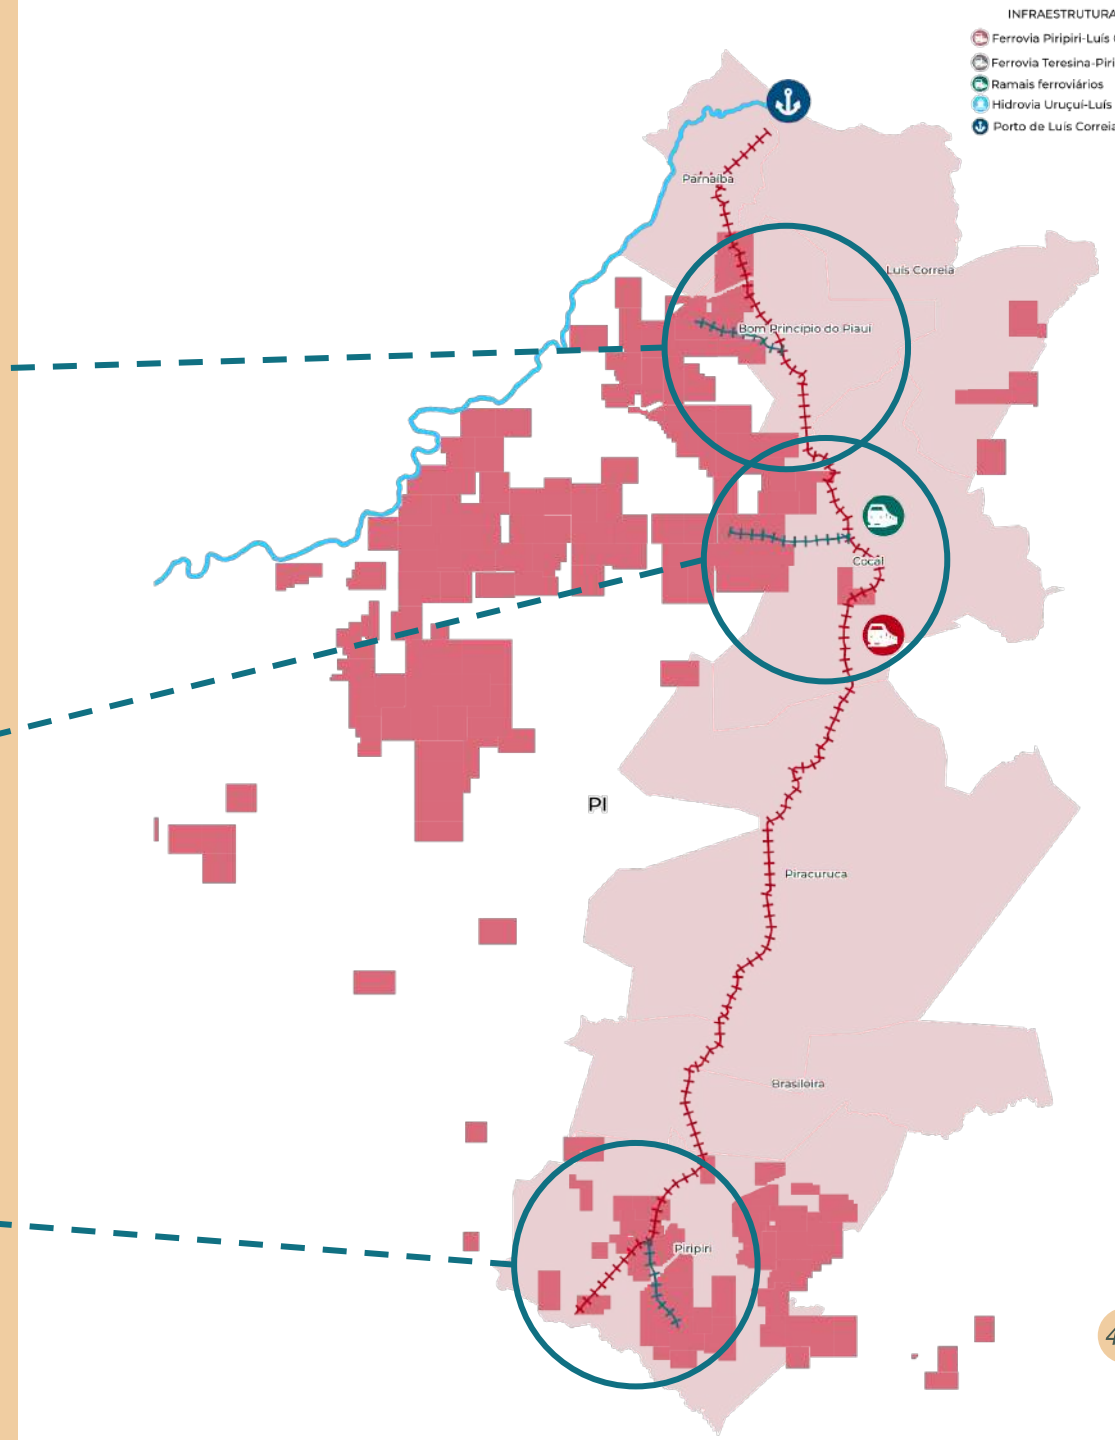 INFRAESTRUTURA
Ferrovia Piripiri-Luís
Ferrovia Teresina-Piri
Ramais ferroviários
Hidrovia Uruçuí-Luís
Porto de Luís Correia
Parnaíba
Luís Correia
Bom Princípio do Piauí
Cocal
PI
Piracuruca
Brasileira
Piripiri
4